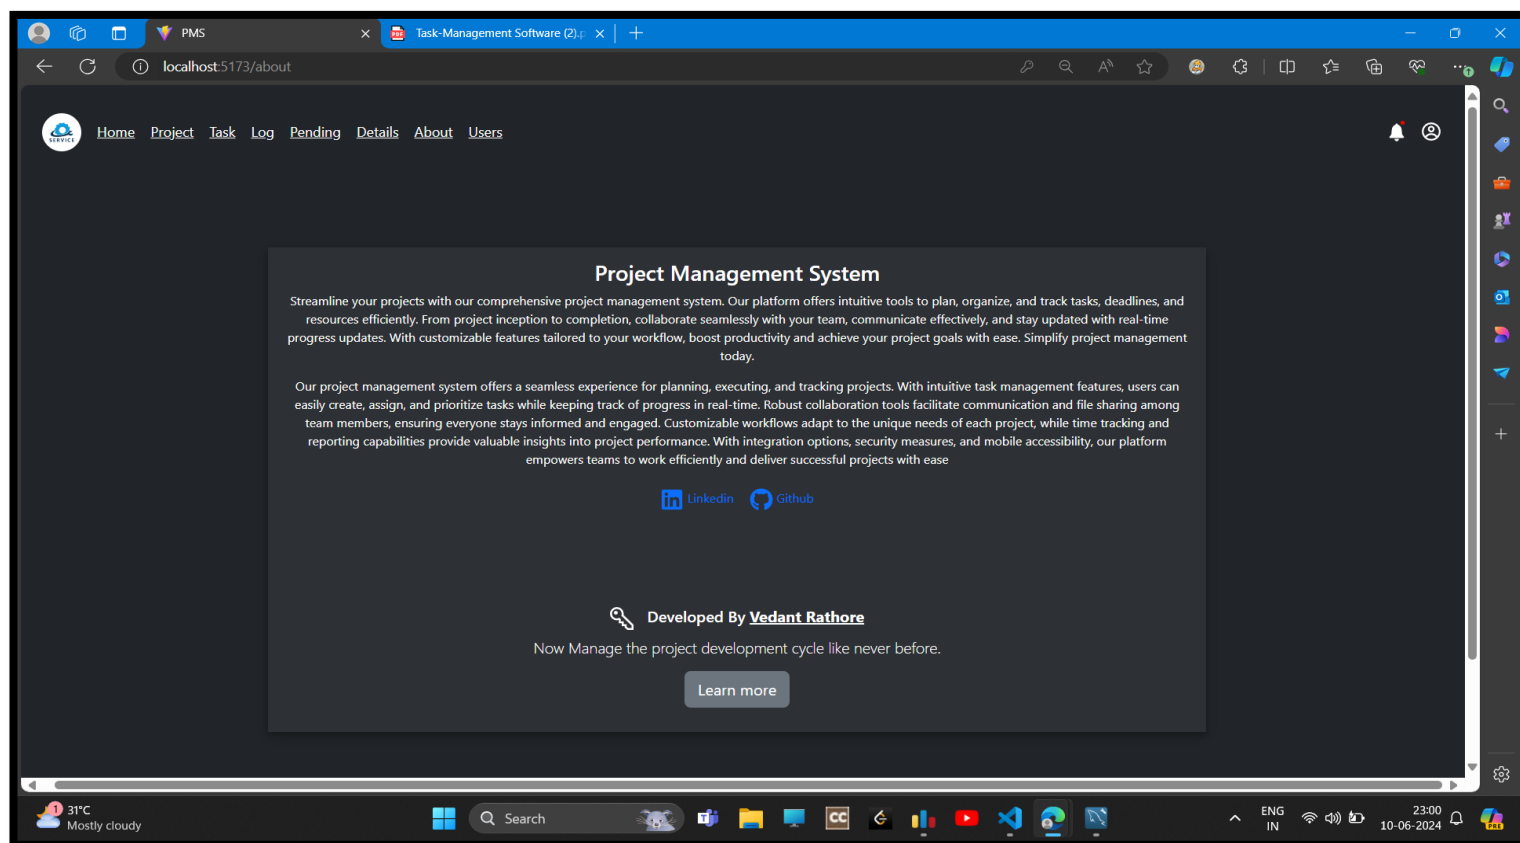 PMS
Task-Management Software (2).p
localhost:5173/about
SERVICE
Home Project Task Log Pending Details About Users
Project Management System
Streamline your projects with our comprehensive project management system. Our platform offers intuitive tools to plan, organize, and track tasks, deadlines, and
resources efficiently. From project inception to completion, collaborate seamlessly with your team, communicate effectively, and stay updated with real-time
progress updates. With customizable features tailored to your workflow, boost productivity and achieve your project goals with ease. Simplify project management
today.
Our project management system offers a seamless experience for planning, executing, and tracking projects. With intuitive task management features, users can
easily create, assign, and prioritize tasks while keeping track of progress in real-time. Robust collaboration tools facilitate communication and file sharing among
team members, ensuring everyone stays informed and engaged. Customizable workflows adapt to the unique needs of each project, while time tracking and
reporting capabilities provide valuable insights into project performance. With integration options, security measures, and mobile accessibility, our platform
empowers teams to work efficiently and deliver successful projects with ease
Linkedin Github
Developed By Vedant Rathore
Now Manage the project development cycle like never before.
Learn more
1
31°C
Mostly cloudy
Search
CC
ENG
IN
23:00
10-06-2024
PRE